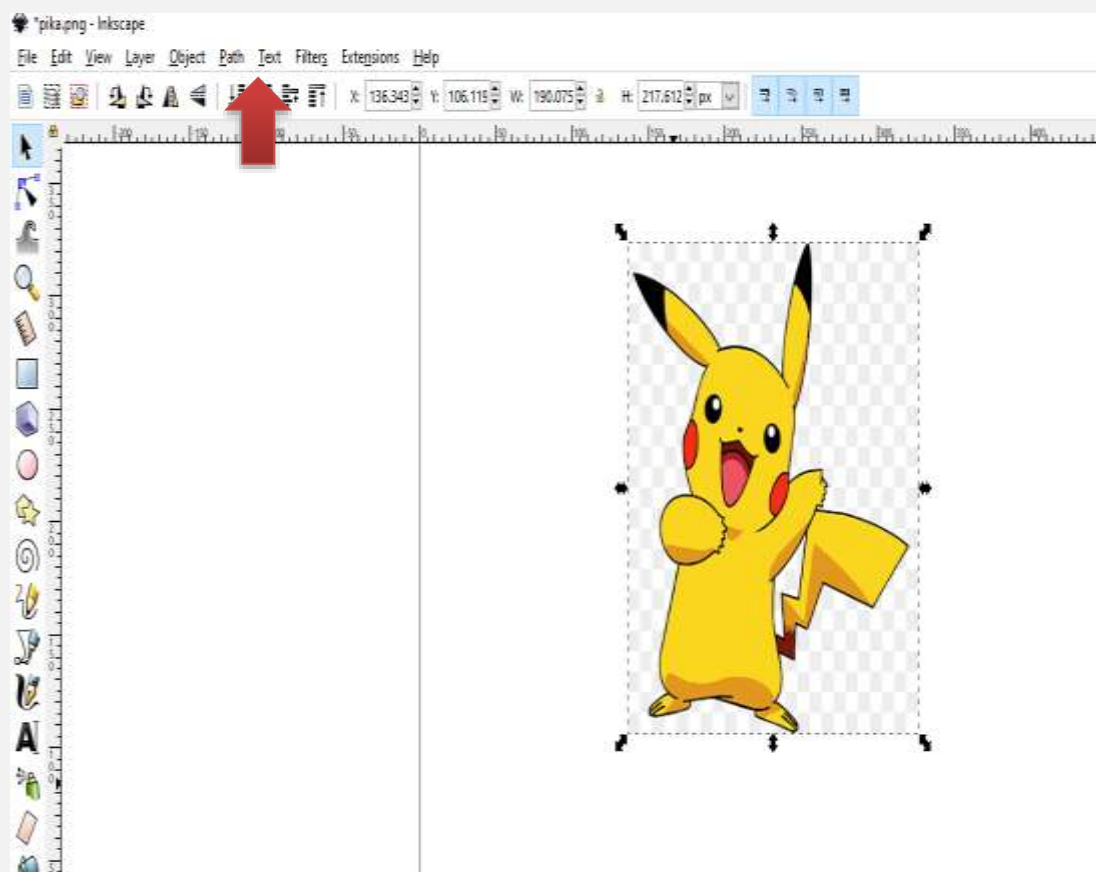 *pika.png - Inkscape
File Edit View Layer Object Path Text Filters Extensions Help
X: 136.343 Y: 106.119 W: 190.075 H: 217.612 px
A